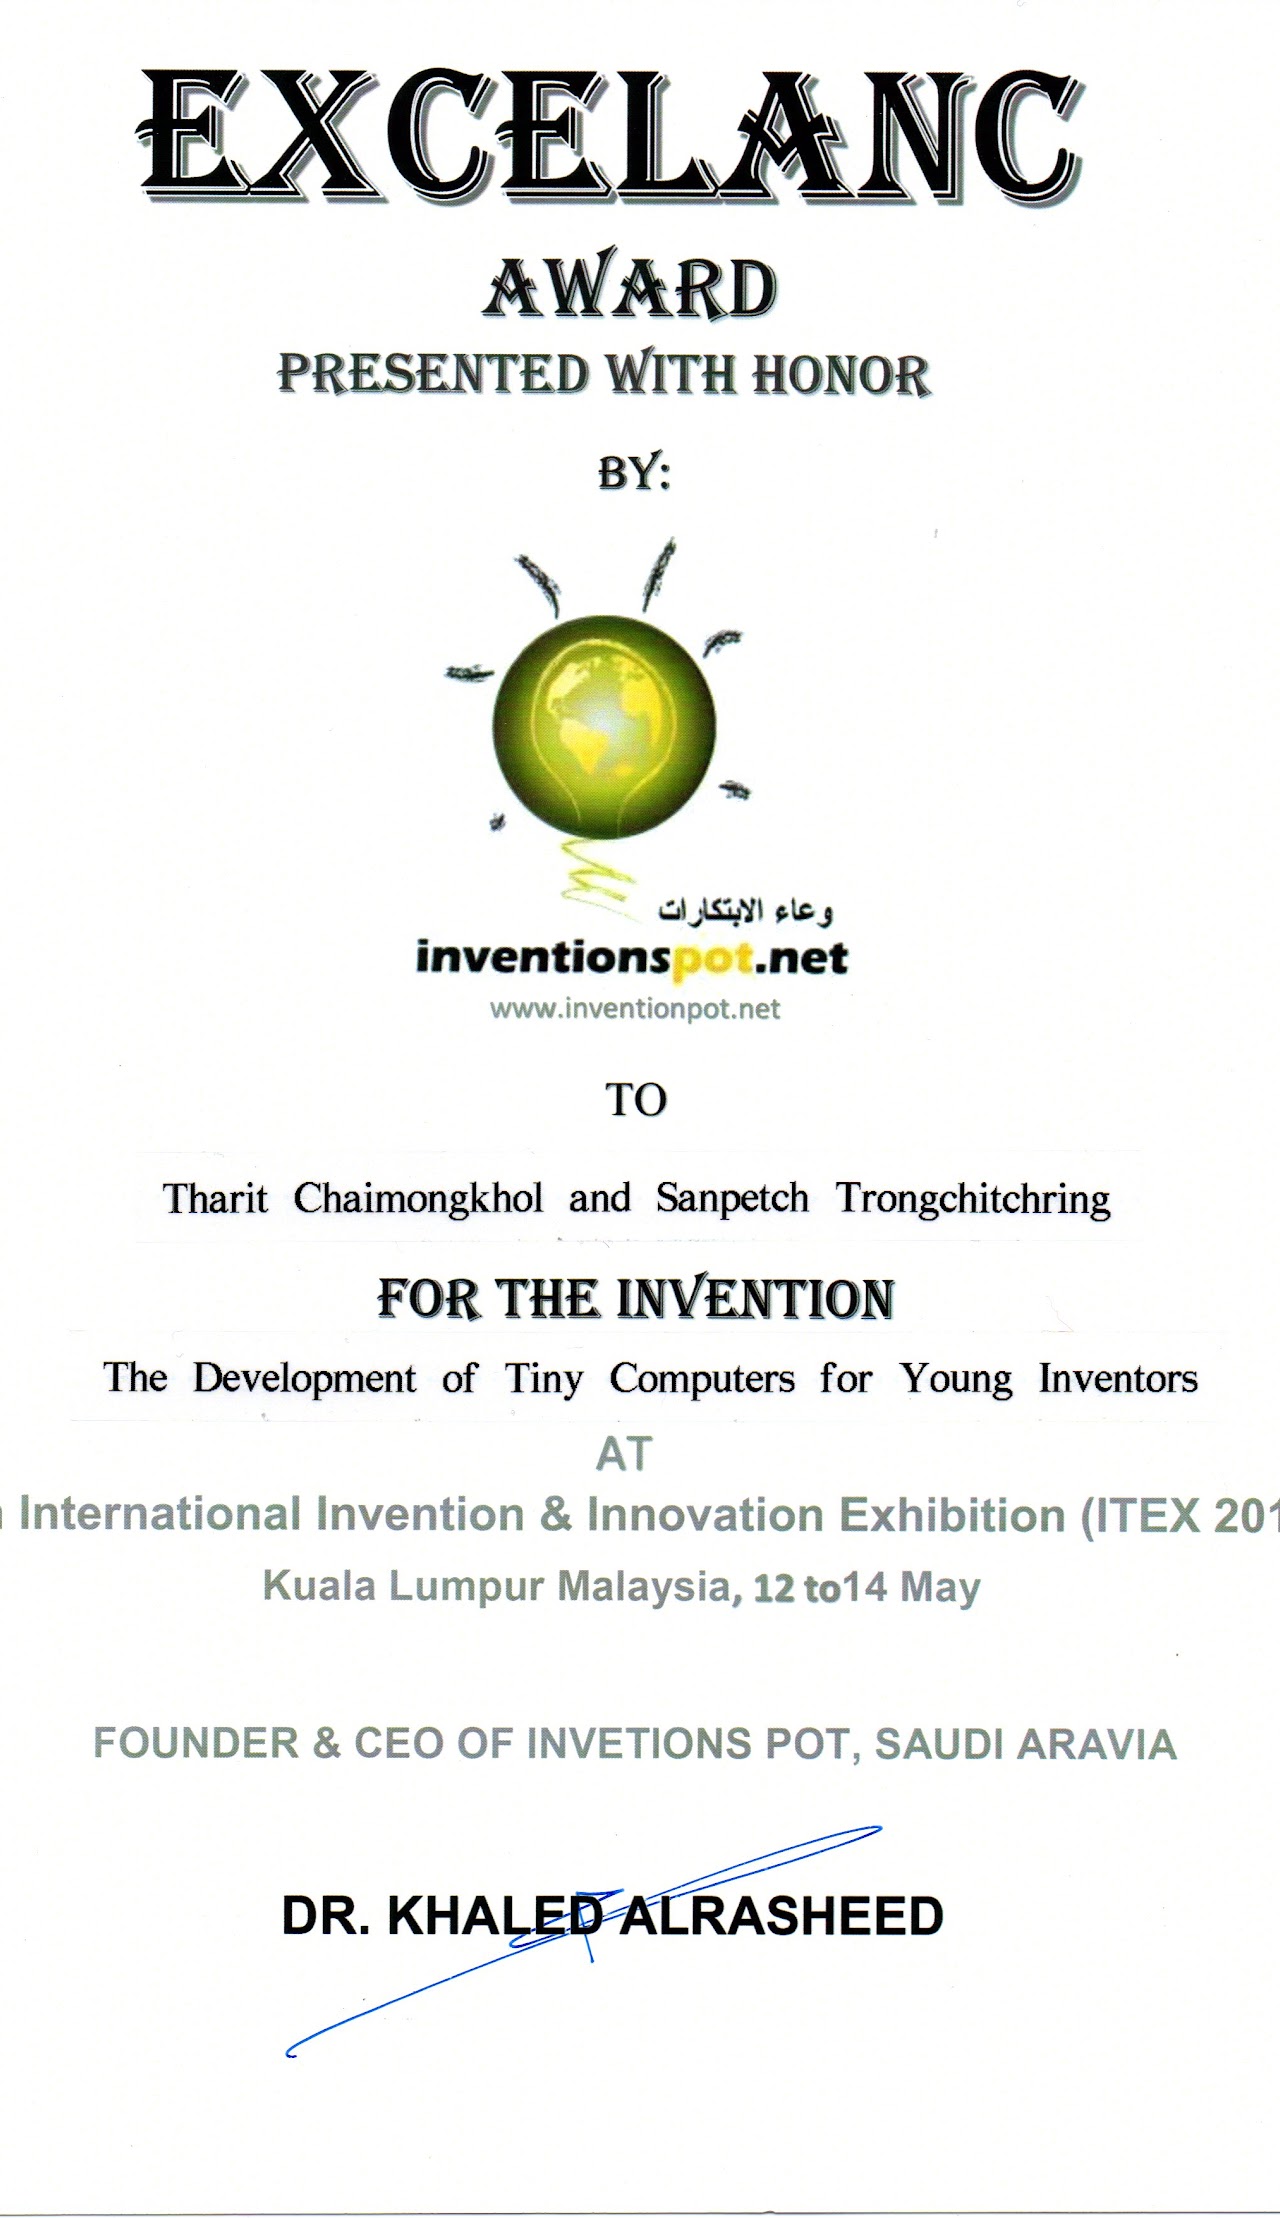 EXCELANC
AWARD
PRESENTED WITH HONOR
BY:
وعاء الابتكارات
inventionspot.net
www.inventionpot.net
TO
Tharit Chaimongkhol and Sanpetch Trongchitchring
FOR THE INVENTION
The Development of Tiny Computers for Young Inventors
AT
International Invention & Innovation Exhibition (ITEX 201
Kuala Lumpur Malaysia, 12 to14 May
FOUNDER & CEO OF INVETIONS POT, SAUDI ARAVIA
DR. KHALED ALRASHEED